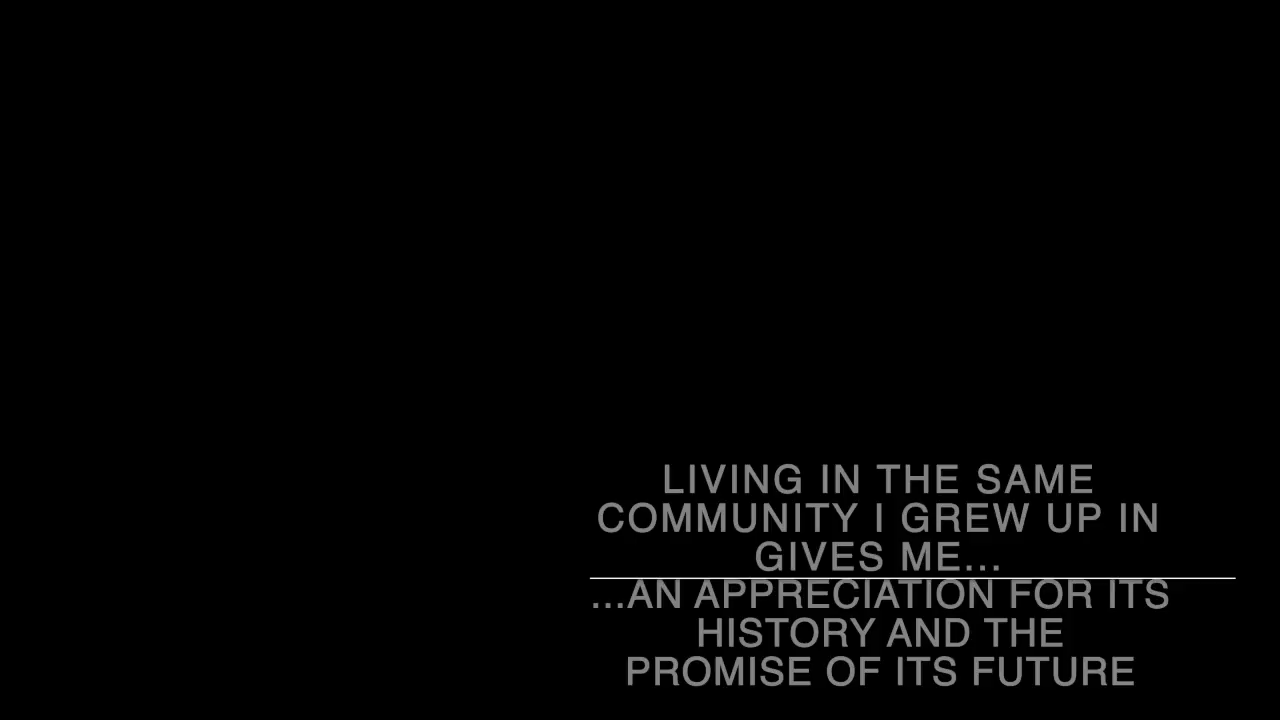 LIVING IN THE SAME
COMMUNITY I GREW UP IN
GIVES ME...
...AN APPRECIATION FOR ITS
HISTORY AND THE
PROMISE OF ITS FUTURE